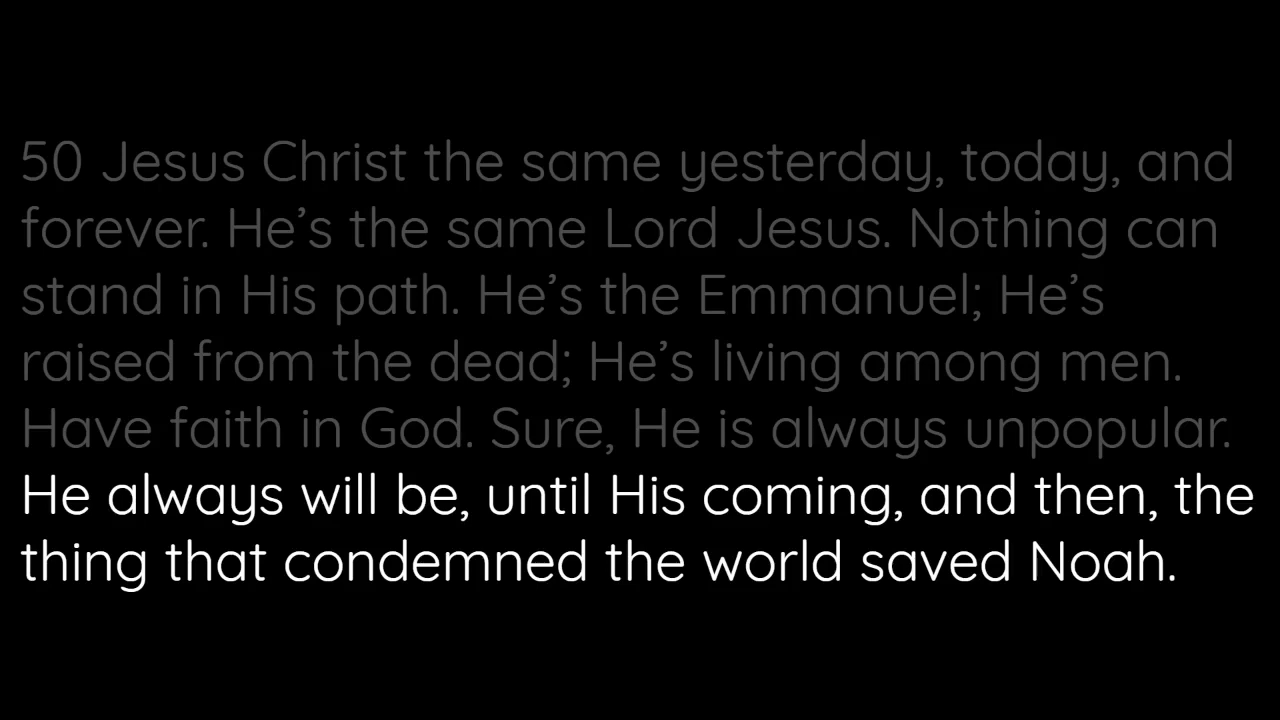 50 Jesus Christ the same yesterday, today, and
forever. He’s the same Lord Jesus. Nothing can
stand in His path. He’s the Emmanuel; He’s
raised from the dead; He’s living among men.
Have faith in God. Sure, He is always unpopular.
He always will be, until His coming, and then, the
thing that condemned the world saved Noah.